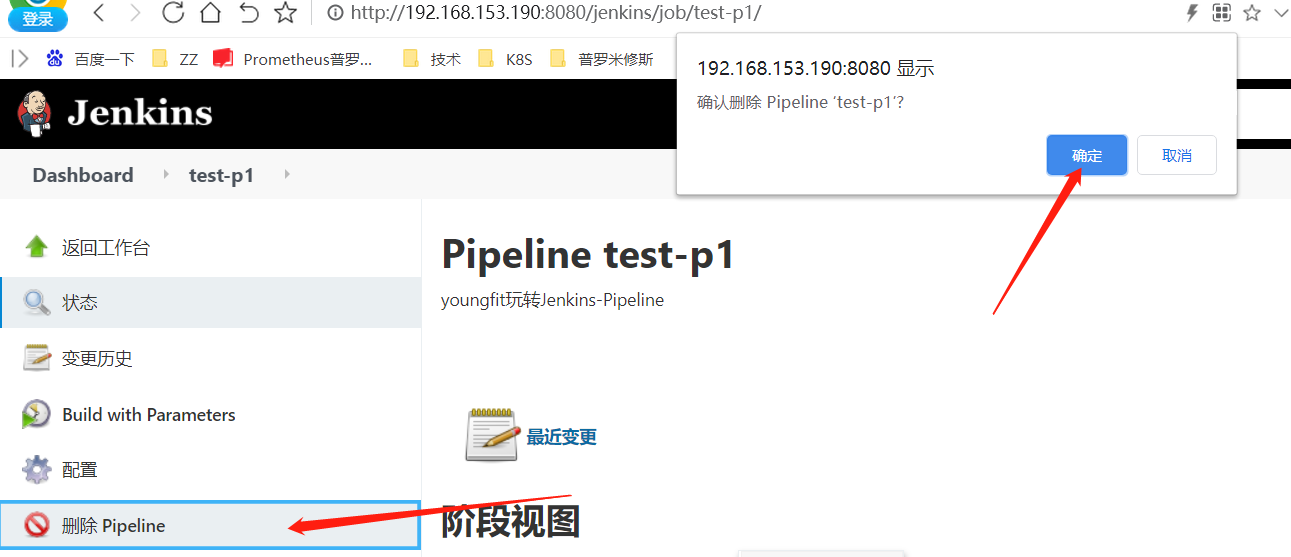 登录
http://192.168.153.190:8080/jenkins/job/test-p1/
百度一下 ZZ Prometheus普罗... 技术 K8S 普罗米修斯
192.168.153.190:8080 显示
确认删除 Pipeline ‘test-p1’?
确定 取消
Jenkins
Dashboard test-p1
返回工作台
状态
变更历史
Build with Parameters
配置
删除 Pipeline
Pipeline test-p1
youngfit玩转Jenkins-Pipeline
最近变更
阶段视图